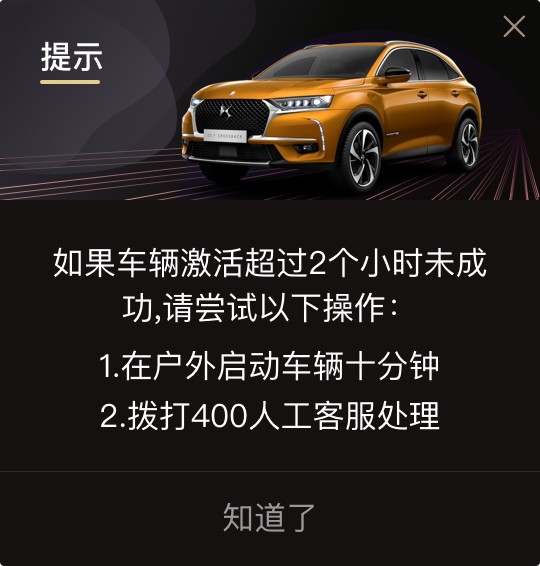 提示
如果车辆激活超过2个小时未成
功,请尝试以下操作：
1.在户外启动车辆十分钟
2.拨打400人工客服处理
知道了